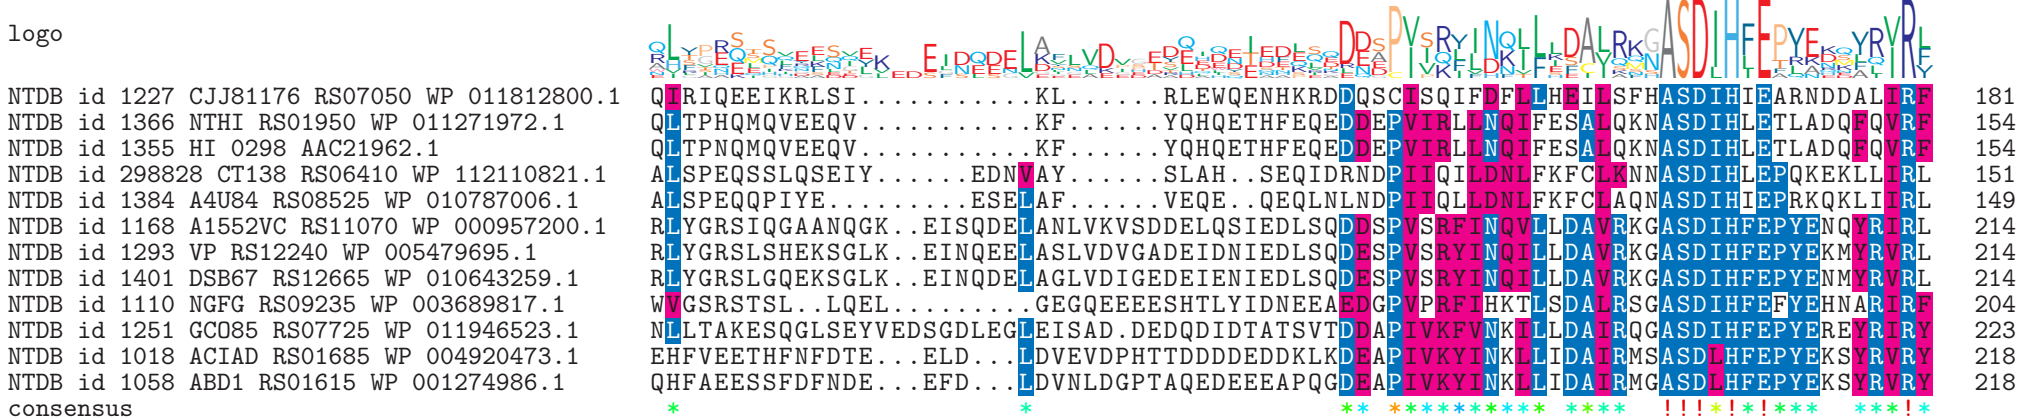 logo
NTDB id 1227 CJJ81176 RS07050 WP 011812800.1 QIRIQEEIKRLSI...........KL......RLEWQENHKRDDQSCISQIFDFLLHEILSFHASDIHIEARNDDALIRF 181
NTDB id 1366 NTHI RS01950 WP 011271972.1 QLTPHQMQVEEQV...........KF......YQHQETHFEQEDDEPVIRLLNQIFESALQKNASDIHLETLADQFQVRF 154
NTDB id 1355 HI 0298 AAC21962.1 QLTPNQMQVEEQV...........KF......YQHQETHFEQEDDEPVIRLLNQIFESALQKNASDIHLETLADQFQVRF 154
NTDB id 298828 CT138 RS06410 WP 112110821.1 ALSPEQSSLQSEIY......EDNVAY......SLAH..SEQIDRNDPIIQILDNLFKFCLKNNASDIHLEPQKEKLLIRL 151
NTDB id 1384 A4U84 RS08525 WP 010787006.1 ALSPEQQPIYE.........ESELAF......VEQE..QEQLNLNDPIIQLLDNLFKFCLAQNASDIHIEPRKQKLIIRL 149
NTDB id 1168 A1552VC RS11070 WP 000957200.1 RLYGRSIQGAANQGK..EISQDELANLVKVSDDELQSIEDLSQDDSPVSRFINQVLLDAVRKGASDIHFEPYENQYRIRL 214
NTDB id 1293 VP RS12240 WP 005479695.1 RLYGRSLSHEKSGLK..EINQEELASLVDVGADEIDNIEDLSQDESPVSRYINQILLDAVRKGASDIHFEPYEKMYRIRL 214
NTDB id 1401 DSB67 RS12665 WP 010643259.1 RLYGRSLGQEKSGLK..EINQDELAGLVDIGEDEIENIEDLSQDESPVSRYINQILLDAVRKGASDIHFEPYENMYRVRL 214
NTDB id 1110 NGFG RS09235 WP 003689817.1 WVGSRSTSL..LQEL.........GEGQEEEESHTLYIDNEEAEDGPVPRFIHKTLSDALRSGASDIHFEFYEHNARIRF 204
NTDB id 1251 GCO85 RS07725 WP 011946523.1 NLLTAKESQGLSEYVEDSGDLEGLEISAD.DEDQDIDTATSVTDDAPIVKFVNKILLDAIRQGASDIHFEPYEREYRIRY 223
NTDB id 1018 ACIAD RS01685 WP 004920473.1 EHFVEETHFNFDTE...ELD...LDVEVDPHTTDDDDEDDKLKDEAPIVKYINKLLIDAIRMSASDLHFEPYEKSYRVRY 218
NTDB id 1058 ABD1 RS01615 WP 001274986.1 QHFAEESSFDFNDE...EFD...LDVNLDGPTAQEDEEEAPQGDEAPIVKYINKLLIDAIRMGASDLHFEPYEKSYRVRY 218
consensus * * ** ********** **** !!!*!*!*** ***!*